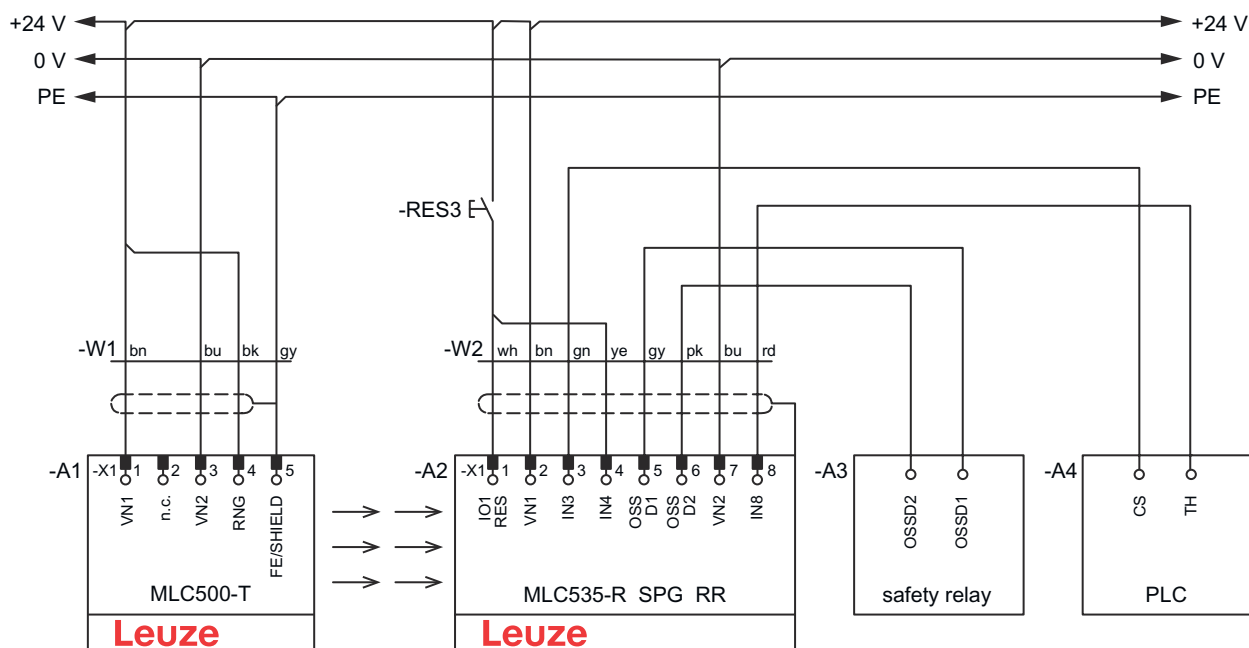 +24 V +24 V
0 V 0 V
PE PE
-RES3
-W1 bn bu bk gy -W2 wh bn gn ye gy pk bu rd
-A1 -X1 1 2 3 4 5 -A2 -X1 1 2 3 4 5 6 7 8 -A3 -A4
VN1 n.c. VN2 RNG FE/SHIELD
IO1 RES VN1 IN3 IN4 OSS D1 OSS D2 VN2 IN8
OSSD2 OSSD1
CS TH
MLC500-T MLC535-R SPG RR safety relay PLC
Leuze Leuze